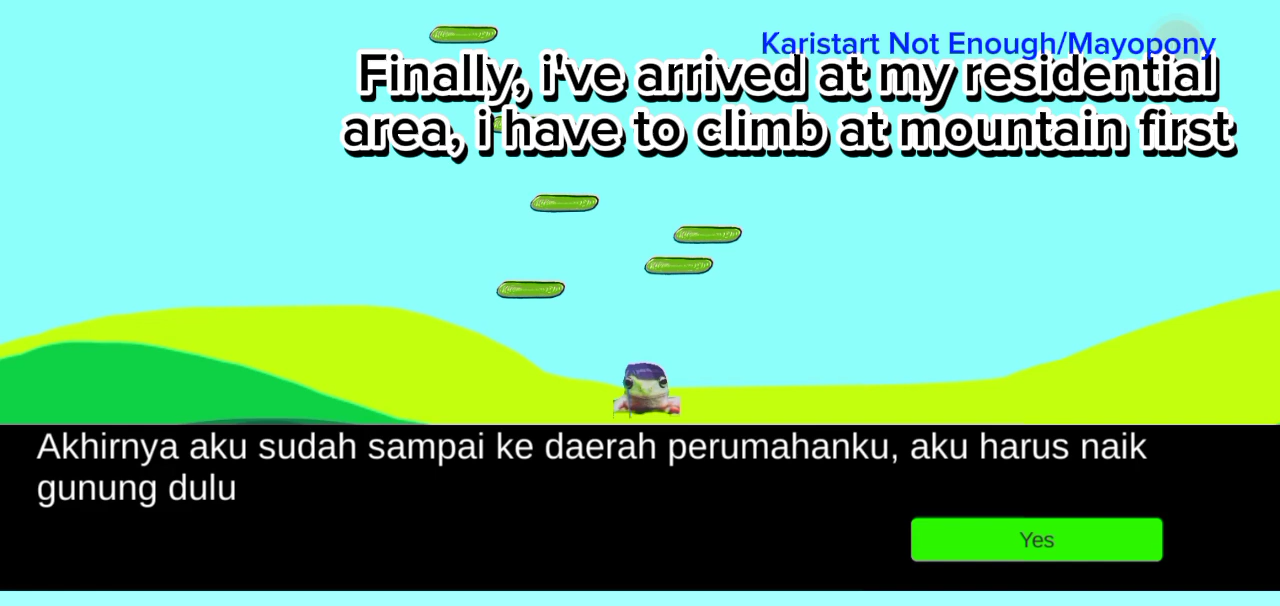 Karistart Not Enough/Mayopony
Finally, i've arrived at my residential
area, i have to climb at mountain first
Akhirnya aku sudah sampai ke daerah perumahanku, aku harus naik
gunung dulu
Yes